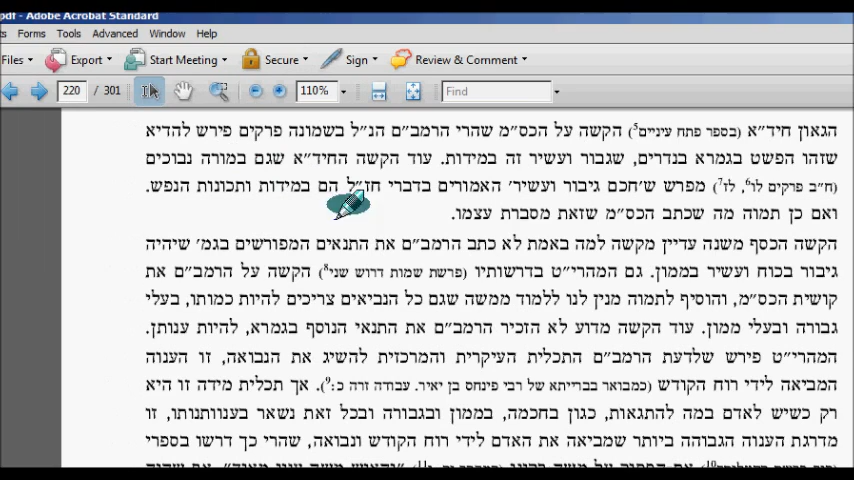 pdf - Adobe Acrobat Standard
Forms Tools Advanced Window Help
Files Export Start Meeting Secure Sign Review & Comment
220 / 301 110% Find
הגאון חיד"א (בספר פתח עיניים5) הקשה על הכס"מ שהרי הרמב"ם הנ"ל בשמונה פרקים פירש להדיא
שזהו הפשט בגמרא בנדרים, שגבור ועשיר זה במידות. עוד הקשה החיד"א שגם במורה נבוכים
(ח"ב פרקים לו6, לז7) מפרש ש'חכם גיבור ועשיר' האמורים בדברי חז"ל הם במידות ותכונות הנפש.
ואם כן תמוה מה שכתב הכס"מ שזאת מסברת עצמו.
הקשה הכסף משנה עדיין מקשה למה באמת לא כתב הרמב"ם את התנאים המפורשים בגמ' שיהיה
גיבור בכוח ועשיר בממון. גם המהרי"ט בדרשותיו (פרשת שמות דרוש שני8) הקשה על הרמב"ם את
קושית הכס"מ, והוסיף לתמוה מנין לנו ללמוד ממשה שגם כל הנביאים צריכים להיות כמותו, בעלי
גבורה ובעלי ממון. עוד הקשה מדוע לא הזכיר הרמב"ם את התנאי הנוסף בגמרא, להיות ענותן.
המהרי"ט פירש שלדעת הרמב"ם התכלית העיקרית והמרכזית להשיג את הנבואה, זו הענוה
המביאה לידי רוח הקודש (כמבואר בברייתא של רבי פינחס בן יאיר. עבודה זרה כ:9). אך תכלית מידה זו היא
רק כשיש לאדם במה להתגאות, כגון בחכמה, בממון ובגבורה ובכל זאת נשאר בענוותנותו, זו
מדרגת הענוה הגבוהה ביותר שמביאה את האדם לידי רוח הקודש ונבואה, שהרי כך דרשו בספרי